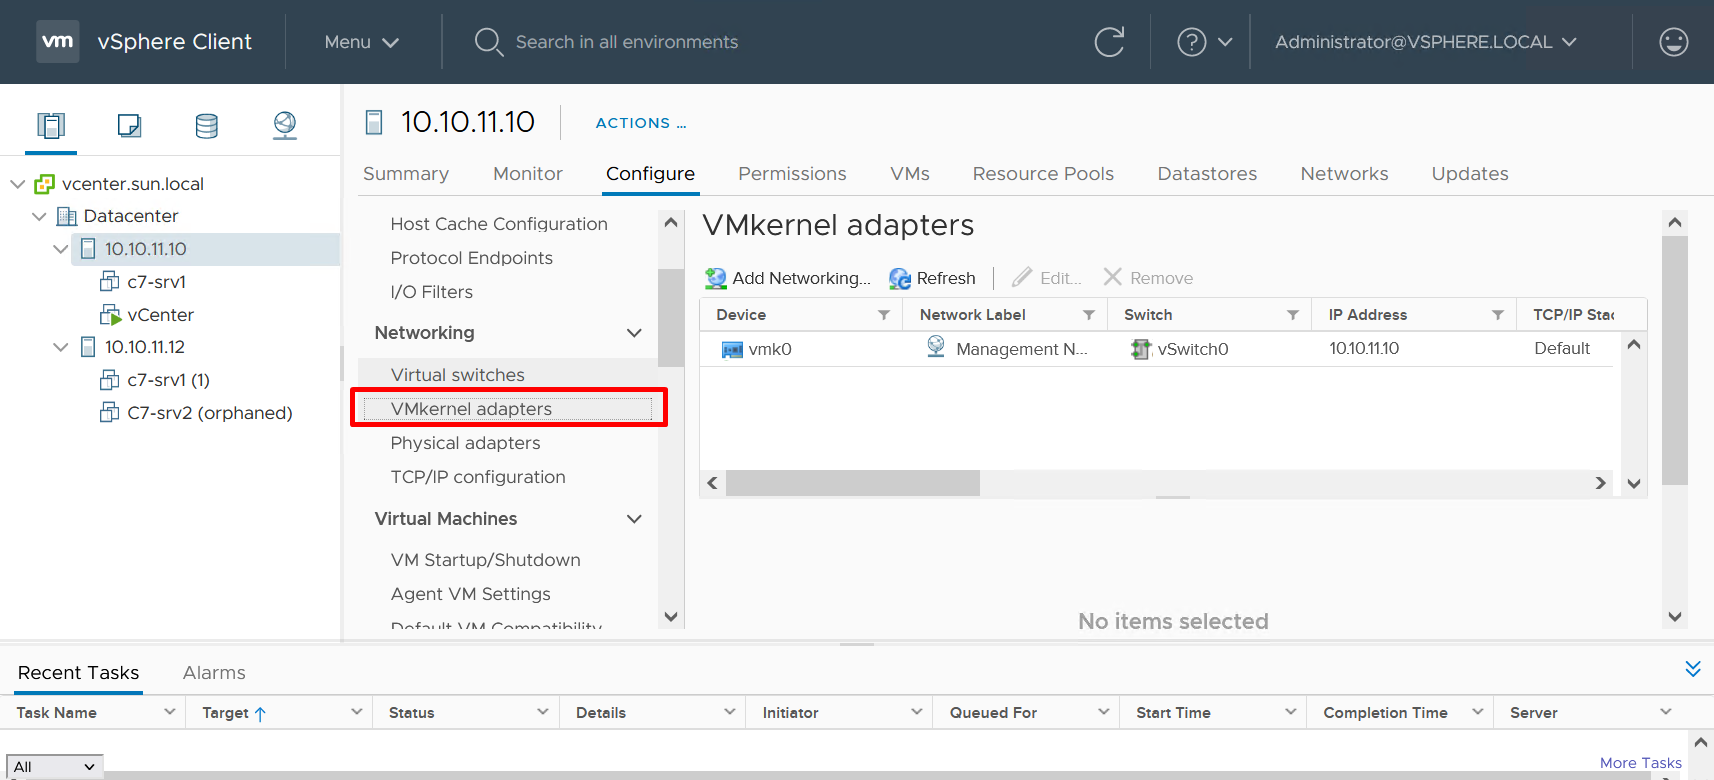 vm vSphere Client Menu Search in all environments Administrator@VSPHERE.LOCAL
10.10.11.10 ACTIONS ...
Summary Monitor Configure Permissions VMs Resource Pools Datastores Networks Updates
vcenter.sun.local
Datacenter
10.10.11.10
c7-srv1
vCenter
10.10.11.12
c7-srv1 (1)
C7-srv2 (orphaned)
Host Cache Configuration
Protocol Endpoints
I/O Filters
Networking
Virtual switches
VMkernel adapters
Physical adapters
TCP/IP configuration
Virtual Machines
VM Startup/Shutdown
Agent VM Settings
Default VM Compatibility
VMkernel adapters
Add Networking... Refresh Edit... Remove
Device Network Label Switch IP Address TCP/IP Stac
vmk0 Management N... vSwitch0 10.10.11.10 Default
No items selected
Recent Tasks Alarms
Task Name Target Status Details Initiator Queued For Start Time Completion Time Server
All More Tasks